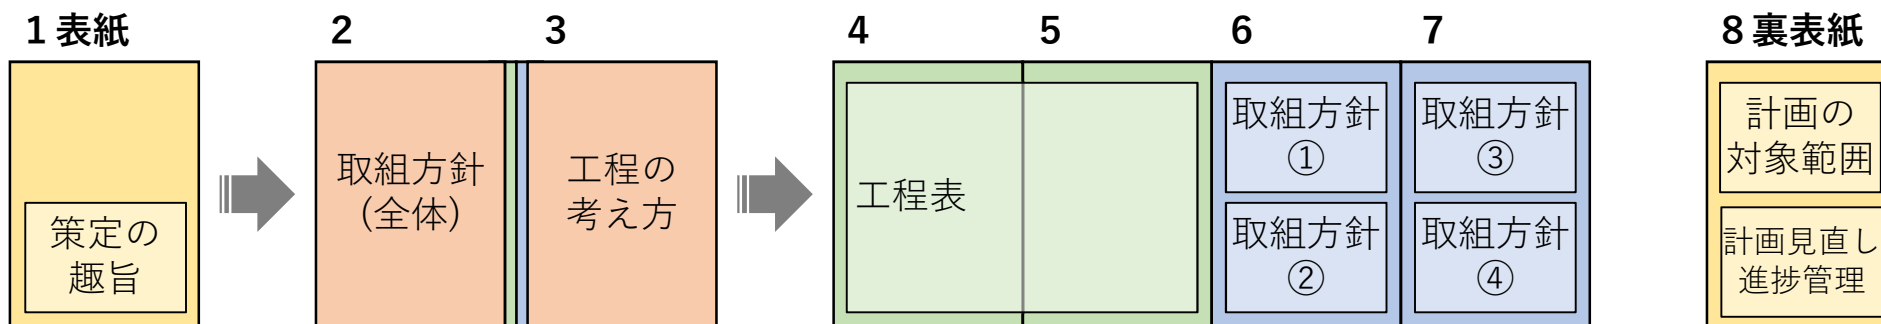 1 表紙
2
3
4
5
6
7
8 裏表紙
策定の
趣旨
取組方針
(全体)
工程の
考え方
工程表
取組方針
①
取組方針
②
取組方針
③
取組方針
④
計画の
対象範囲
計画見直し
進捗管理